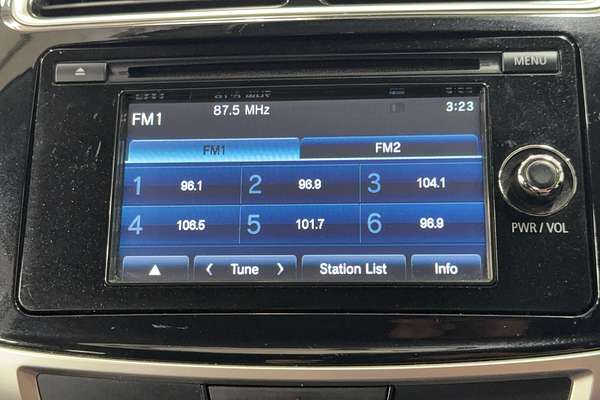 MENU
87.5 MHz
FM1 3:23
FM1 FM2
1 96.1 2 96.9 3 104.1
4 106.5 5 101.7 6 96.9
▲ < Tune > Station List Info
PWR / VOL